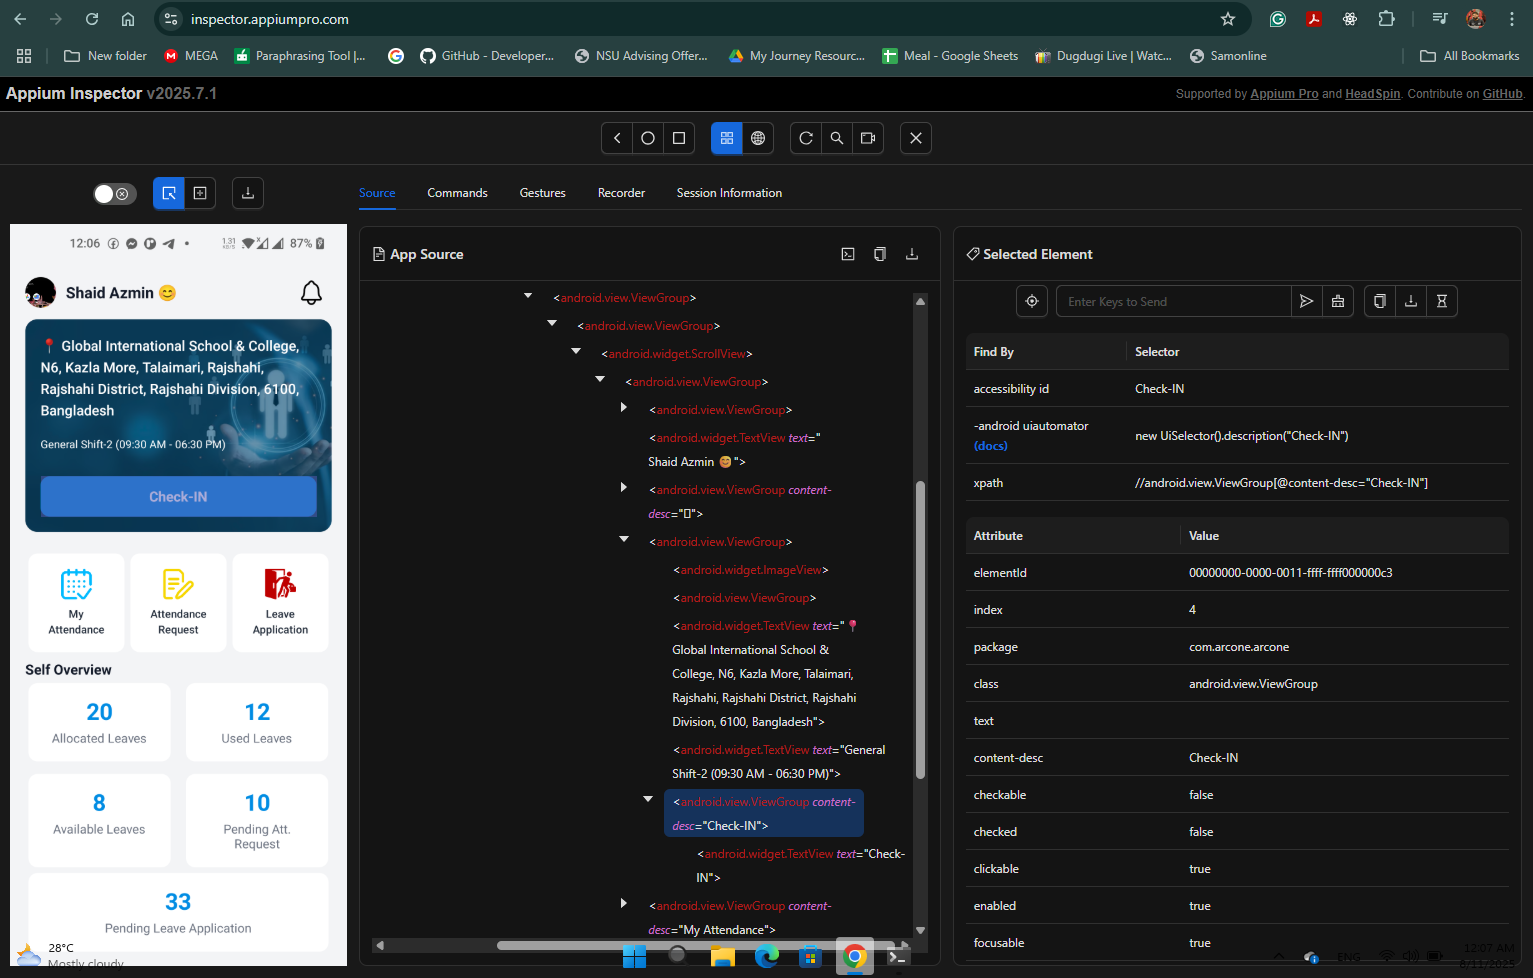 inspector.appiumpro.com
New folder
MEGA
Paraphrasing Tool |...
GitHub - Developer...
NSU Advising Offer...
My Journey Resourc...
Meal - Google Sheets
Dugdugi Live | Watc...
Samonline
All Bookmarks
Appium Inspector v2025.7.1
Supported by Appium Pro and HeadSpin. Contribute on GitHub.
Source
Commands
Gestures
Recorder
Session Information
12:06
1.31
KB/S
87%
Shaid Azmin 😊
📍 Global International School & College,
N6, Kazla More, Talaimari, Rajshahi,
Rajshahi District, Rajshahi Division, 6100,
Bangladesh
General Shift-2 (09:30 AM - 06:30 PM)
Check-IN
My
Attendance
Attendance
Request
Leave
Application
Self Overview
20
Allocated Leaves
12
Used Leaves
8
Available Leaves
10
Pending Att.
Request
33
Pending Leave Application
App Source
<android.view.ViewGroup>
<android.view.ViewGroup>
<android.widget.ScrollView>
<android.view.ViewGroup>
<android.view.ViewGroup>
<android.widget.TextView text="
Shaid Azmin 😊">
<android.view.ViewGroup content-
desc="▯">
<android.view.ViewGroup>
<android.widget.ImageView>
<android.view.ViewGroup>
<android.widget.TextView text="📍
Global International School &
College, N6, Kazla More, Talaimari,
Rajshahi, Rajshahi District, Rajshahi
Division, 6100, Bangladesh">
<android.widget.TextView text="General
Shift-2 (09:30 AM - 06:30 PM)">
<android.view.ViewGroup content-
desc="Check-IN">
<android.widget.TextView text="Check-
IN">
<android.view.ViewGroup content-
desc="My Attendance">
Selected Element
Enter Keys to Send
Find By
Selector
accessibility id
Check-IN
-android uiautomator
(docs)
new UiSelector().description("Check-IN")
xpath
//android.view.ViewGroup[@content-desc="Check-IN"]
Attribute
Value
elementId
00000000-0000-0011-ffff-ffff000000c3
index
4
package
com.arcone.arcone
class
android.view.ViewGroup
text
content-desc
Check-IN
checkable
false
checked
false
clickable
true
enabled
true
focusable
true
28°C
Mostly cloudy
ENG
12:07 AM
8/11/2025